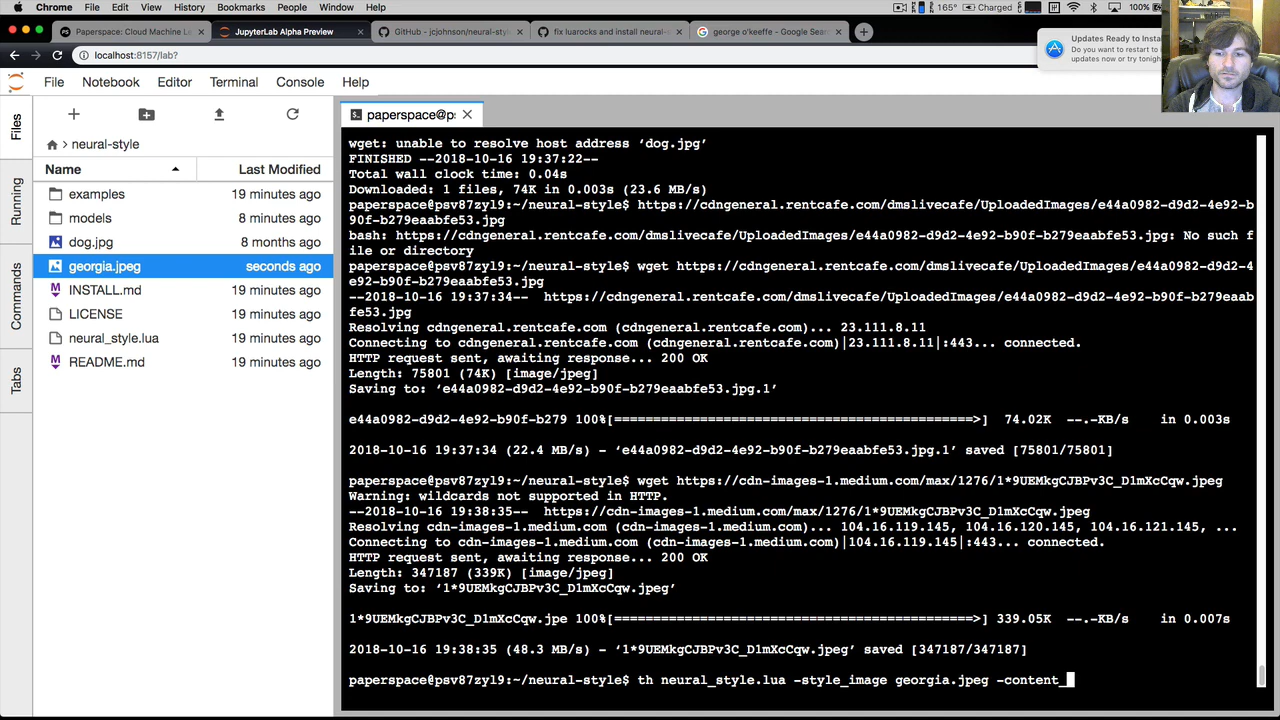 Chrome File Edit View History Bookmarks People Window Help 165° Charged 100%
Paperspace: Cloud Machine Le
JupyterLab Alpha Preview
GitHub - jcjohnson/neural-style
fix luarocks and install neural-
george o'keeffe - Google Sear
localhost:8157/lab?
Updates Ready to Insta
Do you want to restart to
updates now or try tonigh
File Notebook Editor Terminal Console Help
Files
Running
Commands
Tabs
neural-style
Name Last Modified
examples 19 minutes ago
models 8 minutes ago
dog.jpg 8 months ago
georgia.jpeg seconds ago
INSTALL.md 19 minutes ago
LICENSE 19 minutes ago
neural_style.lua 19 minutes ago
README.md 19 minutes ago
paperspace@p:
wget: unable to resolve host address ‘dog.jpg’
FINISHED --2018-10-16 19:37:22--
Total wall clock time: 0.04s
Downloaded: 1 files, 74K in 0.003s (23.6 MB/s)
paperspace@psv87zyl9:~/neural-style$ https://cdngeneral.rentcafe.com/dmslivecafe/UploadedImages/e44a0982-d9d2-4e92-b
90f-b279eaabfe53.jpg
bash: https://cdngeneral.rentcafe.com/dmslivecafe/UploadedImages/e44a0982-d9d2-4e92-b90f-b279eaabfe53.jpg: No such f
ile or directory
paperspace@psv87zyl9:~/neural-style$ wget https://cdngeneral.rentcafe.com/dmslivecafe/UploadedImages/e44a0982-d9d2-4
e92-b90f-b279eaabfe53.jpg
--2018-10-16 19:37:34-- https://cdngeneral.rentcafe.com/dmslivecafe/UploadedImages/e44a0982-d9d2-4e92-b90f-b279eaab
fe53.jpg
Resolving cdngeneral.rentcafe.com (cdngeneral.rentcafe.com)... 23.111.8.11
Connecting to cdngeneral.rentcafe.com (cdngeneral.rentcafe.com)|23.111.8.11|:443... connected.
HTTP request sent, awaiting response... 200 OK
Length: 75801 (74K) [image/jpeg]
Saving to: ‘e44a0982-d9d2-4e92-b90f-b279eaabfe53.jpg.1’
e44a0982-d9d2-4e92-b90f-b279 100%[===============================================>] 74.02K --.-KB/s in 0.003s
2018-10-16 19:37:34 (22.4 MB/s) - ‘e44a0982-d9d2-4e92-b90f-b279eaabfe53.jpg.1’ saved [75801/75801]
paperspace@psv87zyl9:~/neural-style$ wget https://cdn-images-1.medium.com/max/1276/1*9UEMkgCJBPv3C_D1mXcCqw.jpeg
Warning: wildcards not supported in HTTP.
--2018-10-16 19:38:35-- https://cdn-images-1.medium.com/max/1276/1*9UEMkgCJBPv3C_D1mXcCqw.jpeg
Resolving cdn-images-1.medium.com (cdn-images-1.medium.com)... 104.16.119.145, 104.16.120.145, 104.16.121.145, ...
Connecting to cdn-images-1.medium.com (cdn-images-1.medium.com)|104.16.119.145|:443... connected.
HTTP request sent, awaiting response... 200 OK
Length: 347187 (339K) [image/jpeg]
Saving to: ‘1*9UEMkgCJBPv3C_D1mXcCqw.jpeg’
1*9UEMkgCJBPv3C_D1mXcCqw.jpe 100%[===============================================>] 339.05K --.-KB/s in 0.007s
2018-10-16 19:38:35 (48.3 MB/s) - ‘1*9UEMkgCJBPv3C_D1mXcCqw.jpeg’ saved [347187/347187]
paperspace@psv87zyl9:~/neural-style$ th neural_style.lua -style_image georgia.jpeg -content_